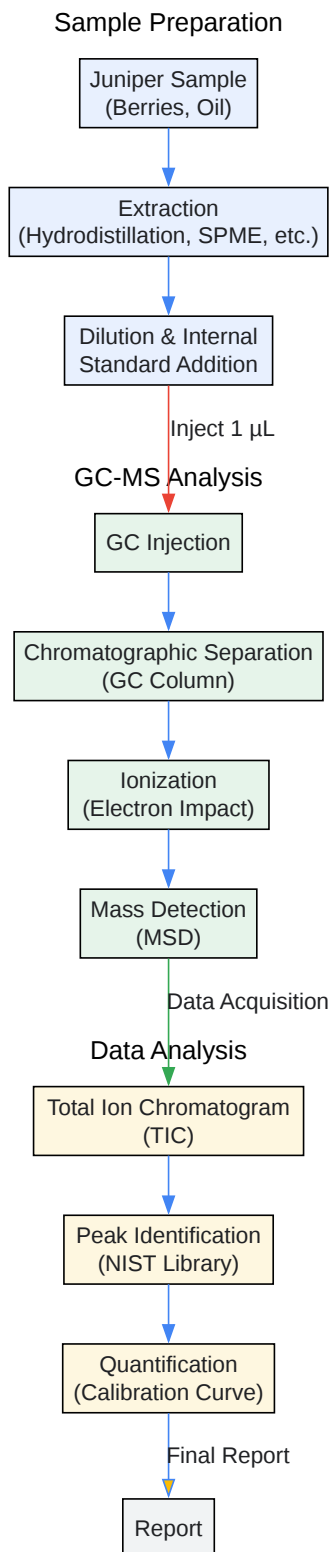 Sample Preparation
Juniper Sample
(Berries, Oil)
Extraction
(Hydrodistillation, SPME, etc.)
Dilution & Internal
Standard Addition
Inject 1 µL
GC-MS Analysis
GC Injection
Chromatographic Separation
(GC Column)
Ionization
(Electron Impact)
Mass Detection
(MSD)
Data Acquisition
Data Analysis
Total Ion Chromatogram
(TIC)
Peak Identification
(NIST Library)
Quantification
(Calibration Curve)
Final Report
Report